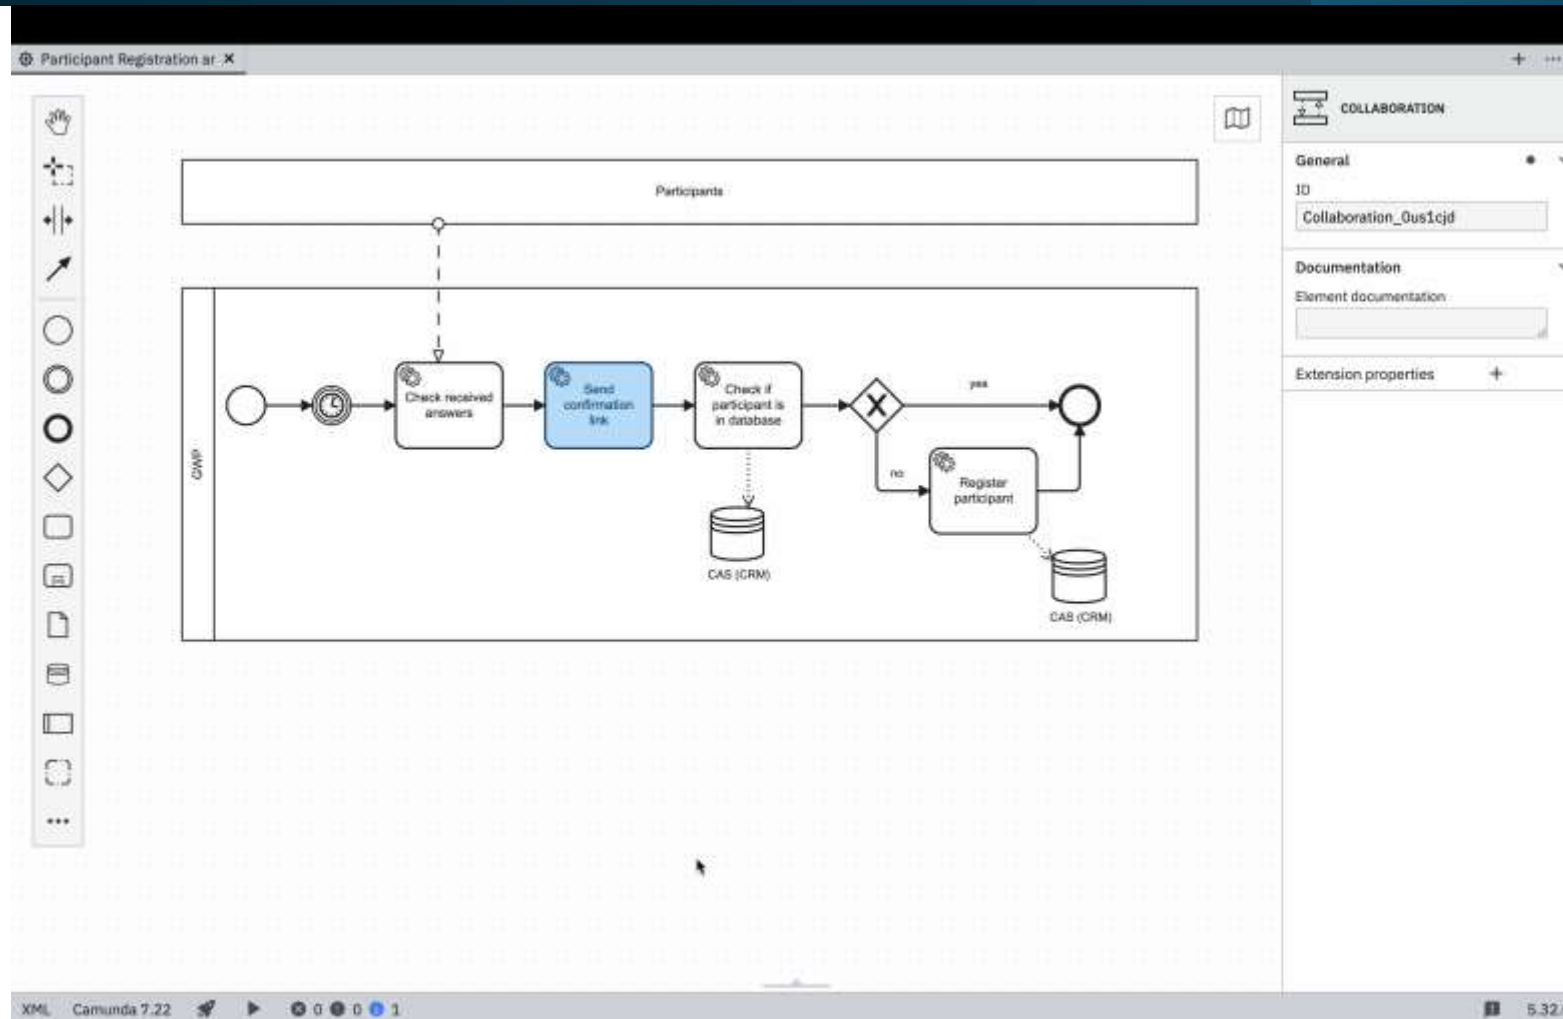 Participant Registration ar
COLLABORATION
General
ID
Collaboration_0us1cjd
Documentation
Element documentation
Extension properties
Participants
GWP
Check received
answers
Send
confirmation
link
Check if
participant is
in database
yes
no
Register
participant
CAS (CRM)
CAS (CRM)
XML
Camunda 7.22
0
0
1
5.32